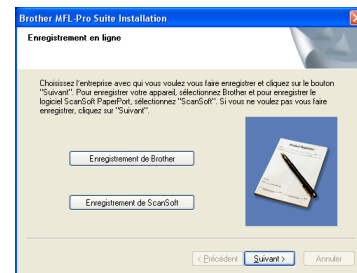 Brother MFL-Pro Suite Installation
Enregistrement en ligne
Choisissez l'entreprise avec qui vous voulez vous faire enregistrer et cliquez sur le bouton
"Suivant". Pour enregistrer votre appareil, sélectionnez Brother et pour enregistrer le
logiciel ScanSoft PaperPort, sélectionnez "ScanSoft". Si vous ne voulez pas vous faire
enregistrer, cliquez sur "Suivant".
Enregistrement de Brother
Enregistrement de ScanSoft
< Précédent
Suivant >
Annuler